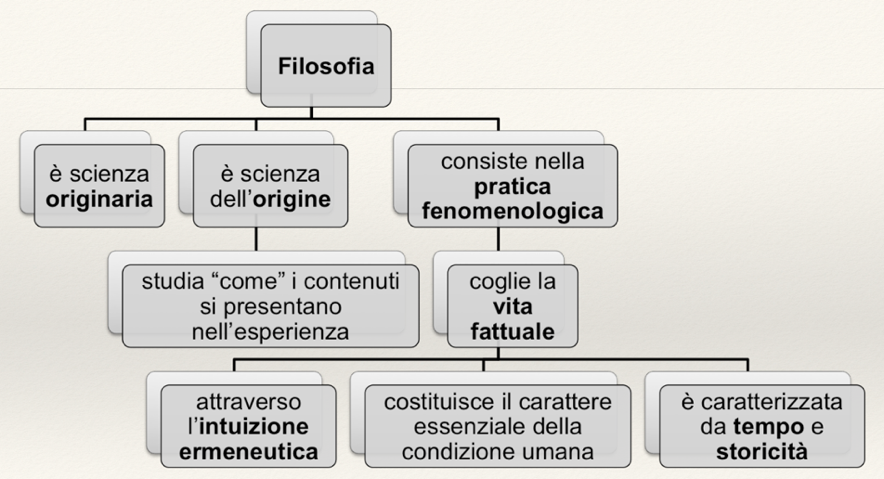 Filosofia
è scienza
originaria
è scienza
dell’origine
consiste nella
pratica
fenomenologica
studia “come” i contenuti
si presentano
nell’esperienza
coglie la
vita
fattuale
attraverso
l’intuizione
ermeneutica
costituisce il carattere
essenziale della
condizione umana
è caratterizzata
da tempo e
storicità